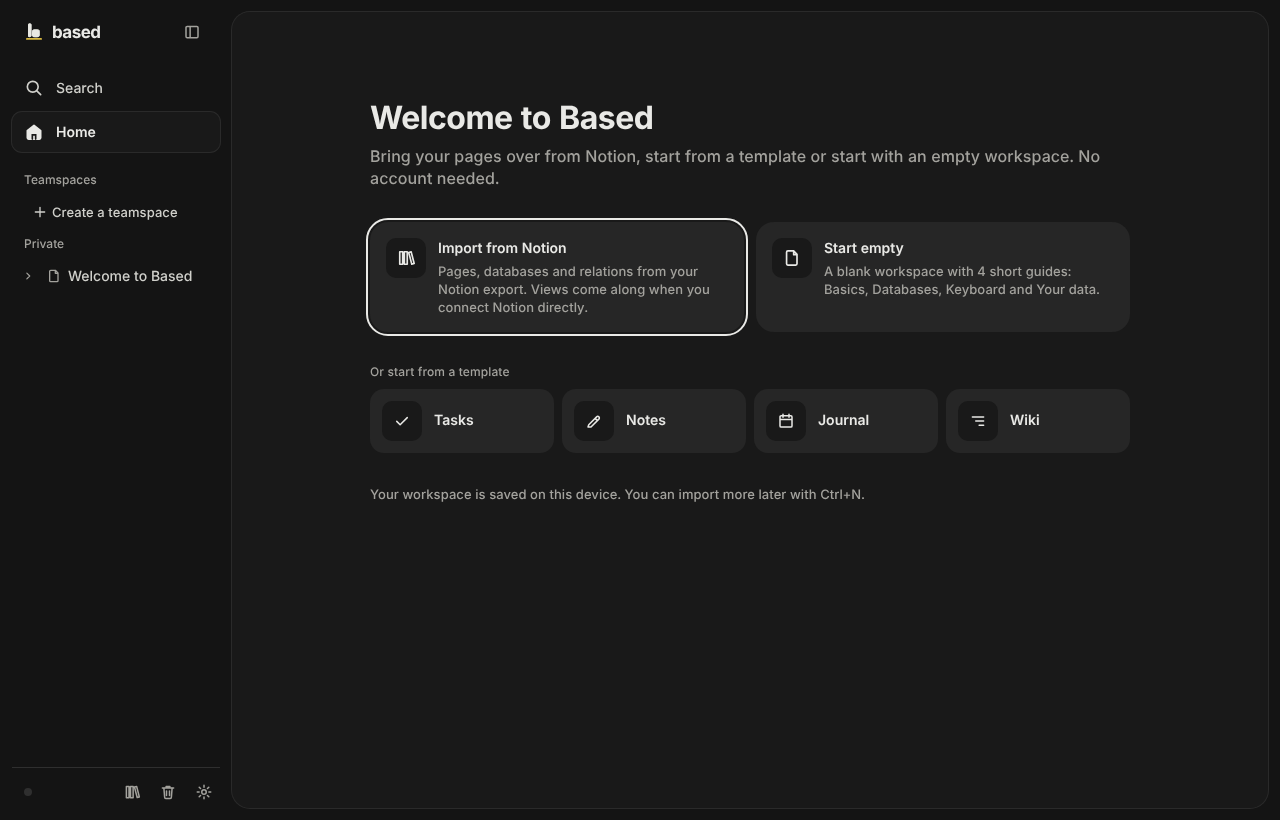 based
Search
Home
Teamspaces
Create a teamspace
Private
Welcome to Based
Welcome to Based
Bring your pages over from Notion, start from a template or start with an empty workspace. No
account needed.
Import from Notion
Pages, databases and relations from your
Notion export. Views come along when you
connect Notion directly.
Start empty
A blank workspace with 4 short guides:
Basics, Databases, Keyboard and Your data.
Or start from a template
Tasks
Notes
Journal
Wiki
Your workspace is saved on this device. You can import more later with Ctrl+N.